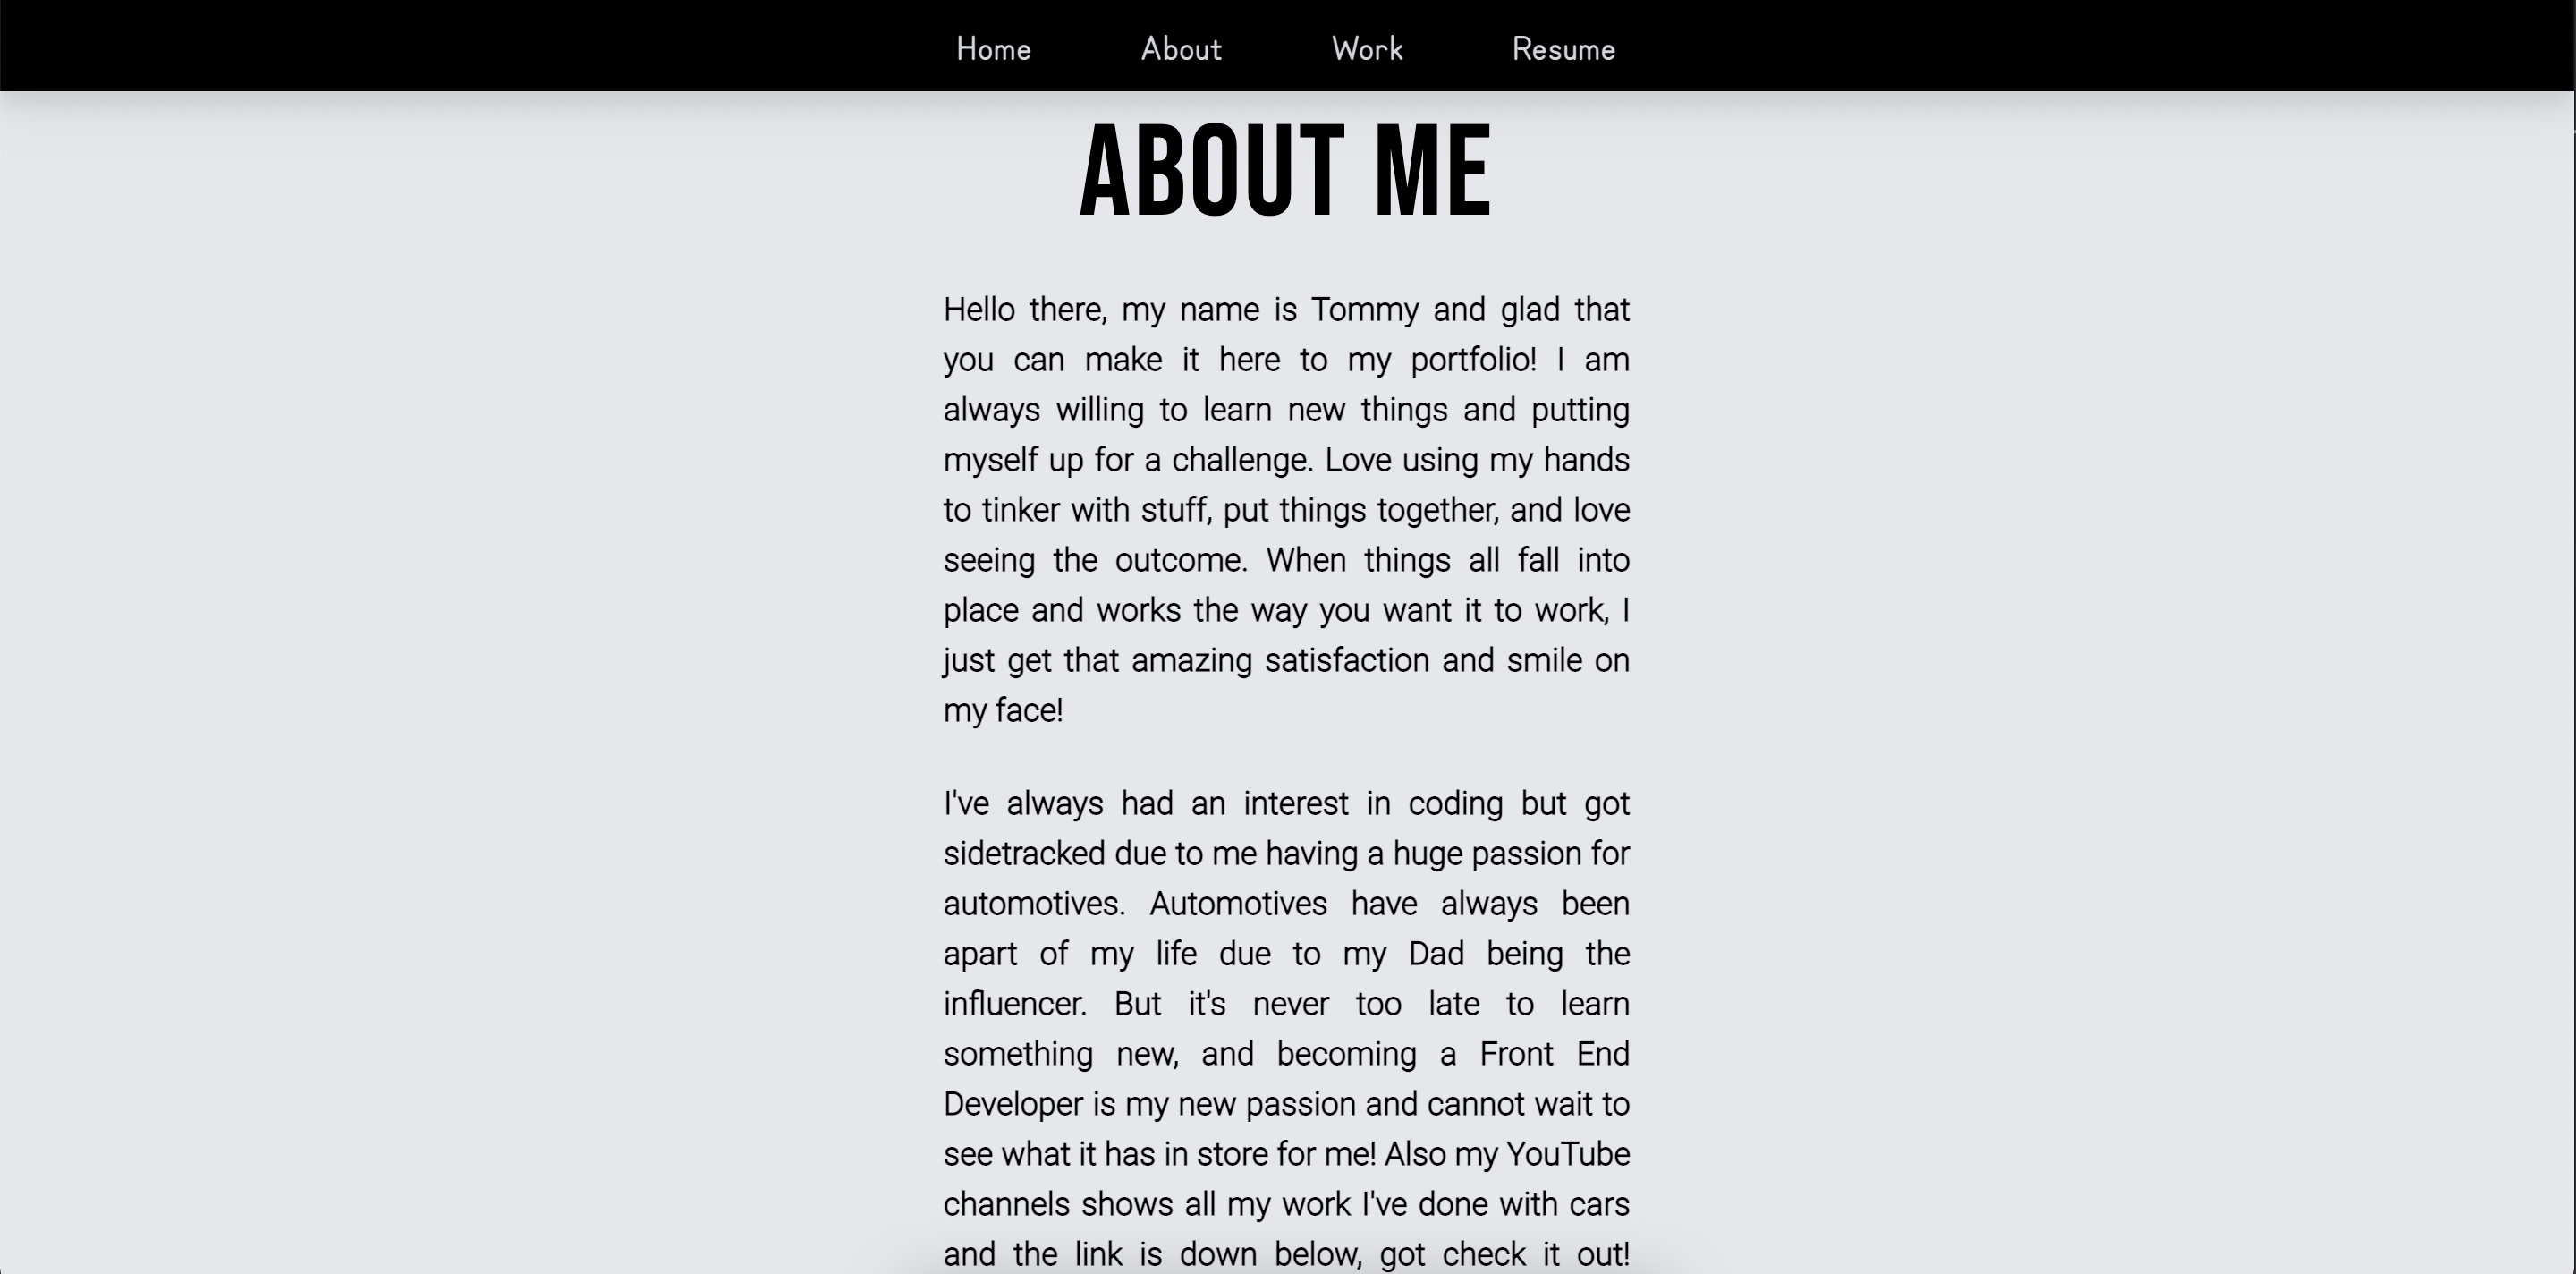 Home About Work Resume
ABOUT ME
Hello there, my name is Tommy and glad that
you can make it here to my portfolio! I am
always willing to learn new things and putting
myself up for a challenge. Love using my hands
to tinker with stuff, put things together, and love
seeing the outcome. When things all fall into
place and works the way you want it to work, I
just get that amazing satisfaction and smile on
my face!
I've always had an interest in coding but got
sidetracked due to me having a huge passion for
automotives. Automotives have always been
apart of my life due to my Dad being the
influencer. But it's never too late to learn
something new, and becoming a Front End
Developer is my new passion and cannot wait to
see what it has in store for me! Also my YouTube
channels shows all my work I've done with cars
and the link is down below, got check it out!